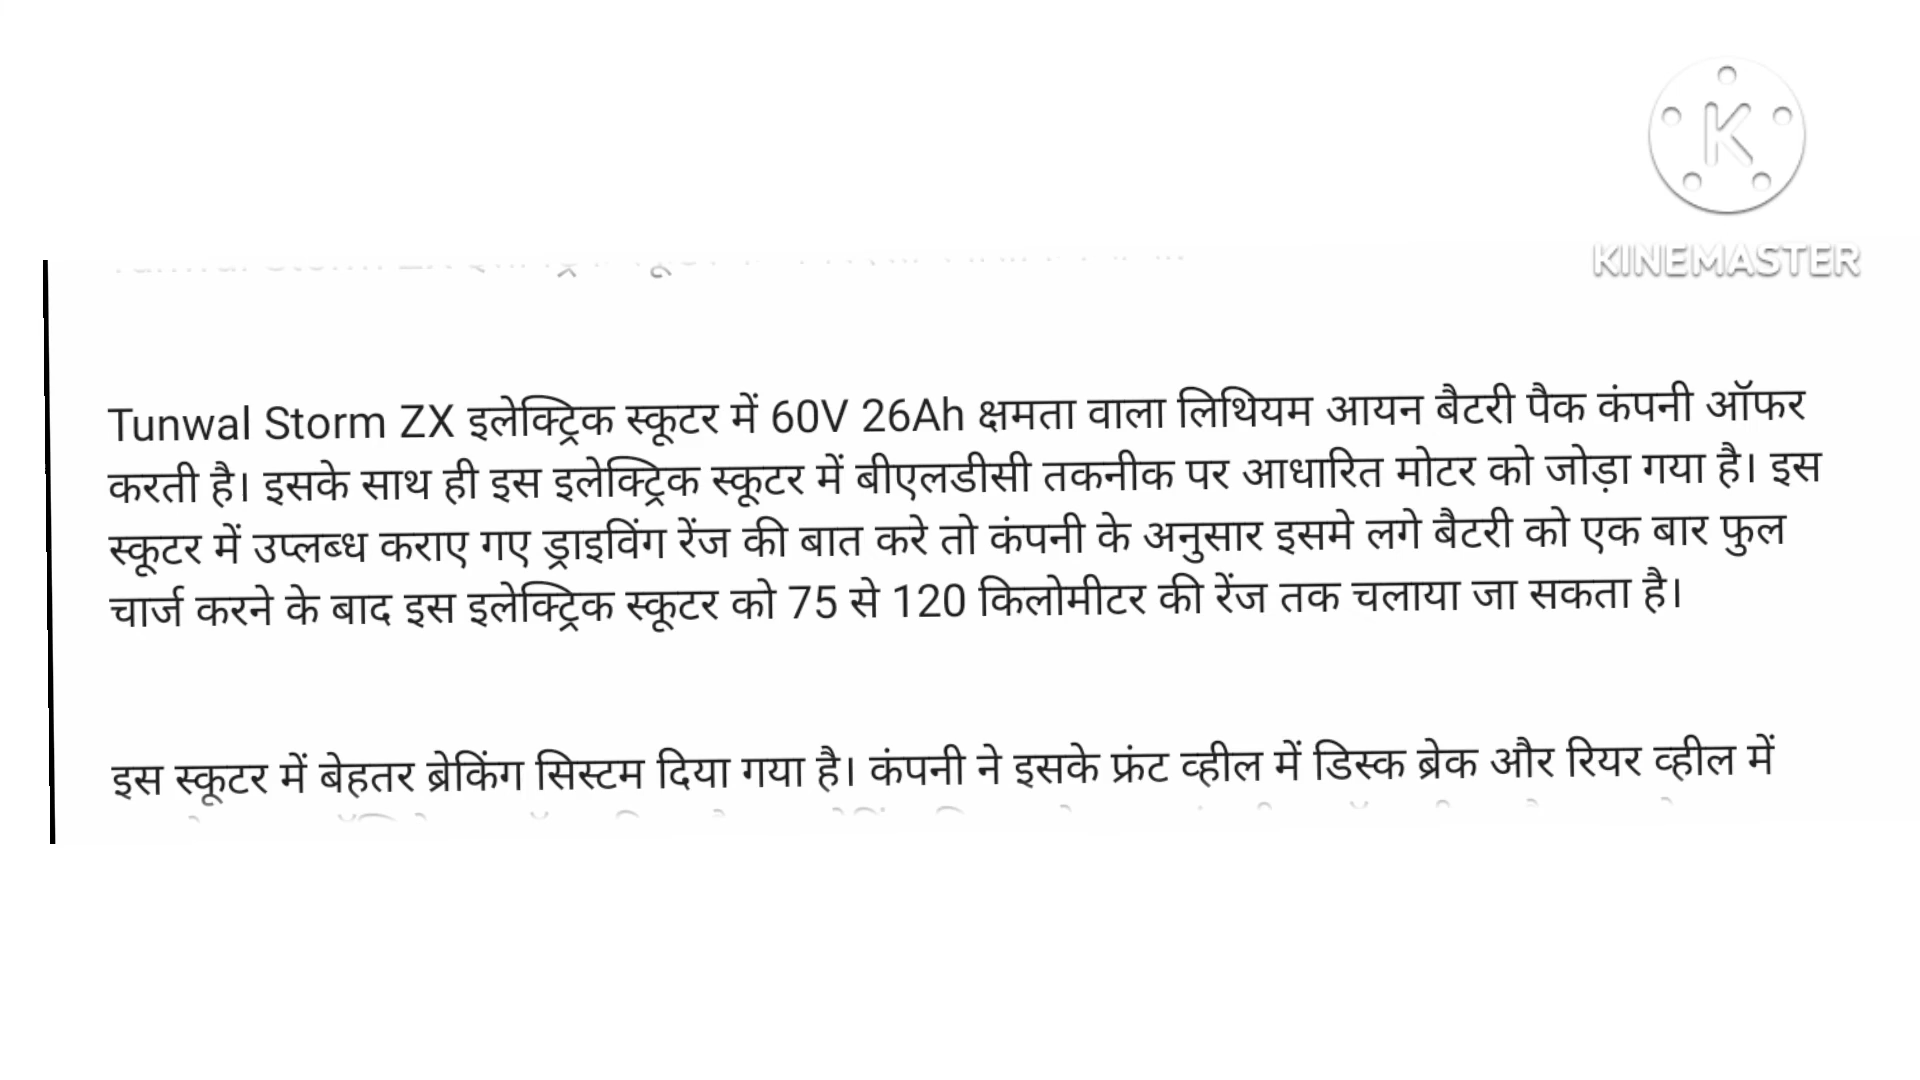 KINEMASTER
Tunwal Storm ZX
Tunwal Storm ZX इलेक्ट्रिक स्कूटर में 60V 26Ah क्षमता वाला लिथियम आयन बैटरी पैक कंपनी ऑफर
करती है। इसके साथ ही इस इलेक्ट्रिक स्कूटर में बीएलडीसी तकनीक पर आधारित मोटर को जोड़ा गया है। इस
स्कूटर में उप्लब्ध कराए गए ड्राइविंग रेंज की बात करे तो कंपनी के अनुसार इसमे लगे बैटरी को एक बार फुल
चार्ज करने के बाद इस इलेक्ट्रिक स्कूटर को 75 से 120 किलोमीटर की रेंज तक चलाया जा सकता है।
इस स्कूटर में बेहतर ब्रेकिंग सिस्टम दिया गया है। कंपनी ने इसके फ्रंट व्हील में डिस्क ब्रेक और रियर व्हील में